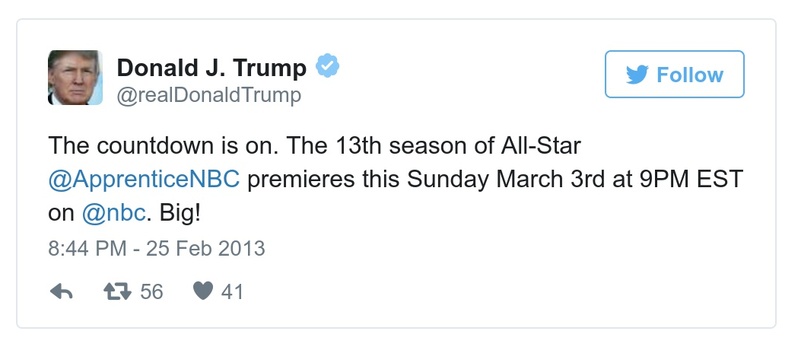 Donald J. Trump
@realDonaldTrump
Follow
The countdown is on. The 13th season of All-Star
@ApprenticeNBC premieres this Sunday March 3rd at 9PM EST
on @nbc. Big!
8:44 PM - 25 Feb 2013
56 41